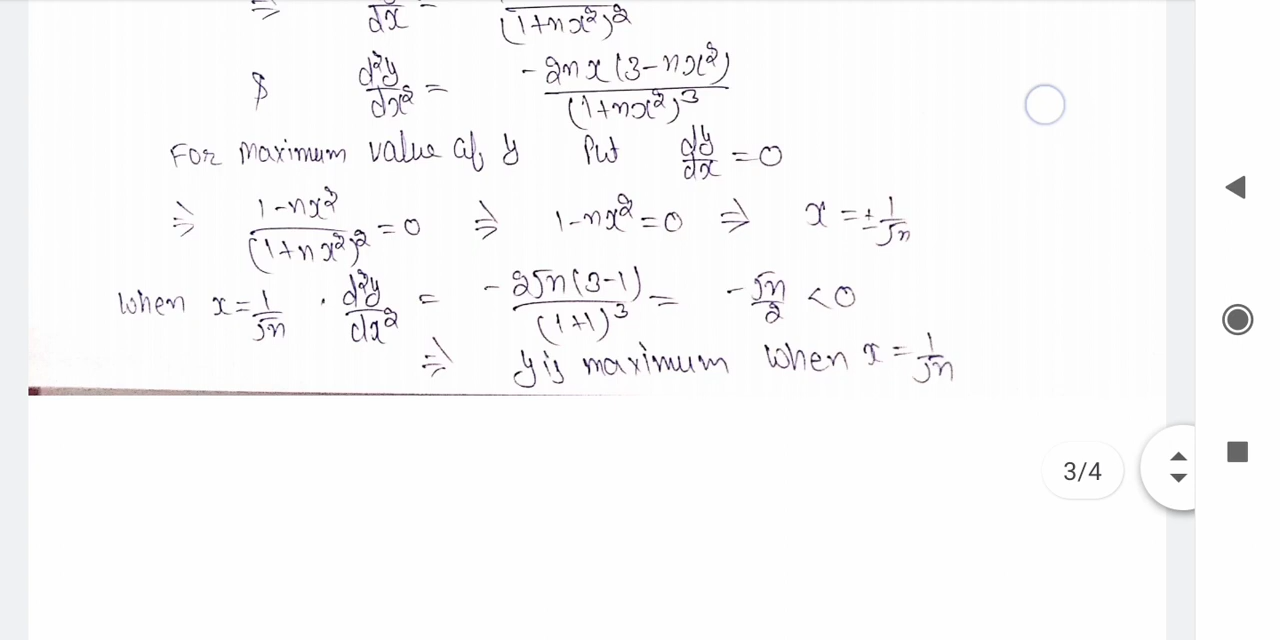 ⇒ dy/dx = (1+nx²)²
$ d²y/dx² = -2nx(3-nx²)/(1+nx²)³
For maximum value of y Put dy/dx = 0
⇒ 1-nx²/(1+nx²)² = 0 ⇒ 1-nx² = 0 ⇒ x = ±1/√n
When x = 1/√n . d²y/dx² = -2√n(3-1)/(1+1)³ = -√n/2 < 0
⇒ y is maximum when x = 1/√n
3/4